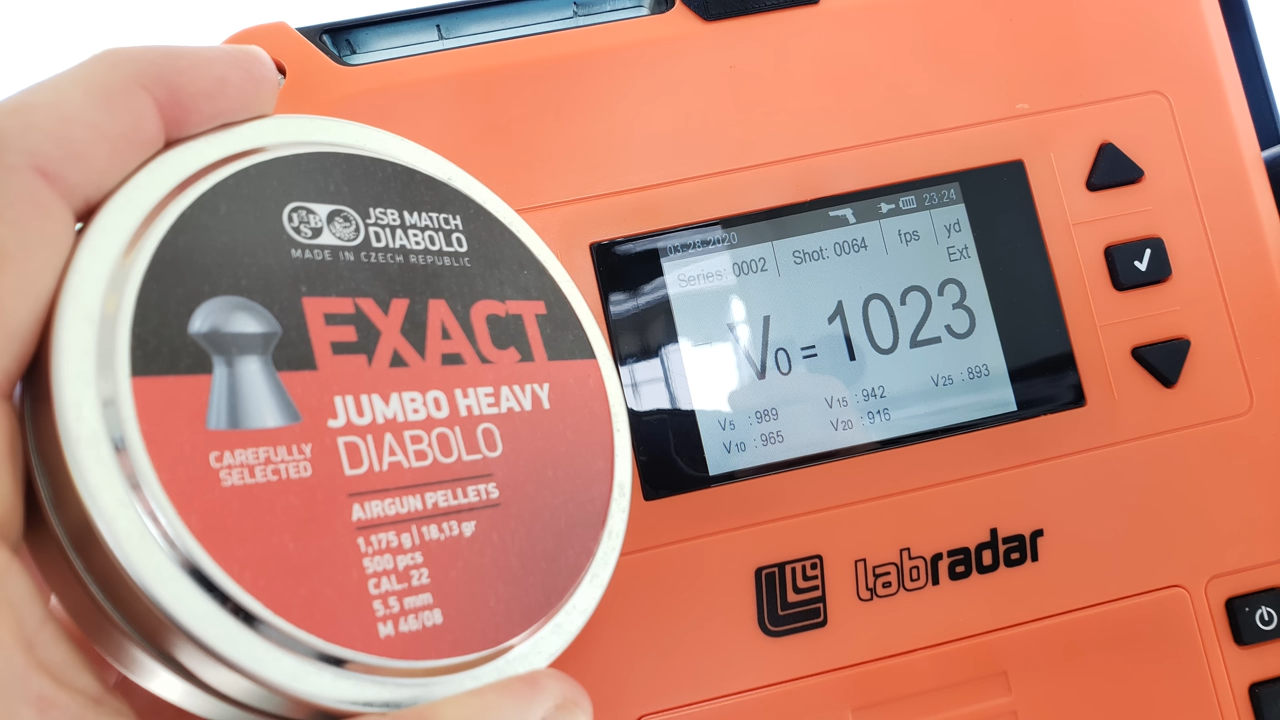 JSB
JSB MATCH
DIABOLO
MADE IN CZECH REPUBLIC
EXACT
JUMBO HEAVY
DIABOLO
CAREFULLY
SELECTED
AIRGUN PELLETS
1,175 g | 18,13 gr
500 pcs
CAL. 22
5.5 mm
M 46/08
03-28-2020 23:24
Series: 0002 Shot: 0064 fps yd
Ext
V0 = 1023
V5 : 989 V15 : 942 V25 : 893
V10 : 965 V20 : 916
labradar